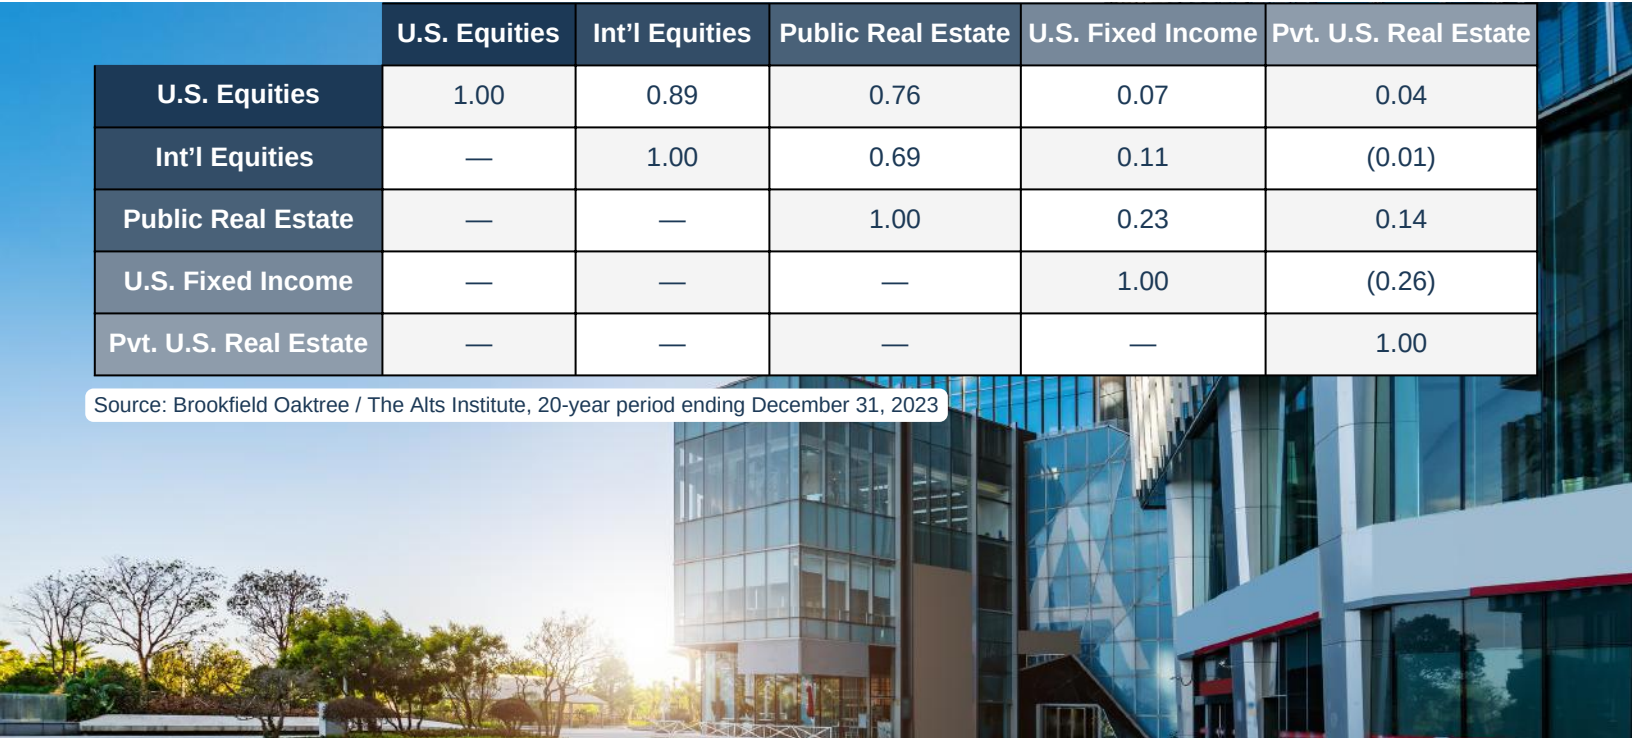 U.S. Equities Int’l Equities Public Real Estate U.S. Fixed Income Pvt. U.S. Real Estate
U.S. Equities 1.00 0.89 0.76 0.07 0.04
Int’l Equities — 1.00 0.69 0.11 (0.01)
Public Real Estate — — 1.00 0.23 0.14
U.S. Fixed Income — — — 1.00 (0.26)
Pvt. U.S. Real Estate — — — — 1.00
Source: Brookfield Oaktree / The Alts Institute, 20-year period ending December 31, 2023